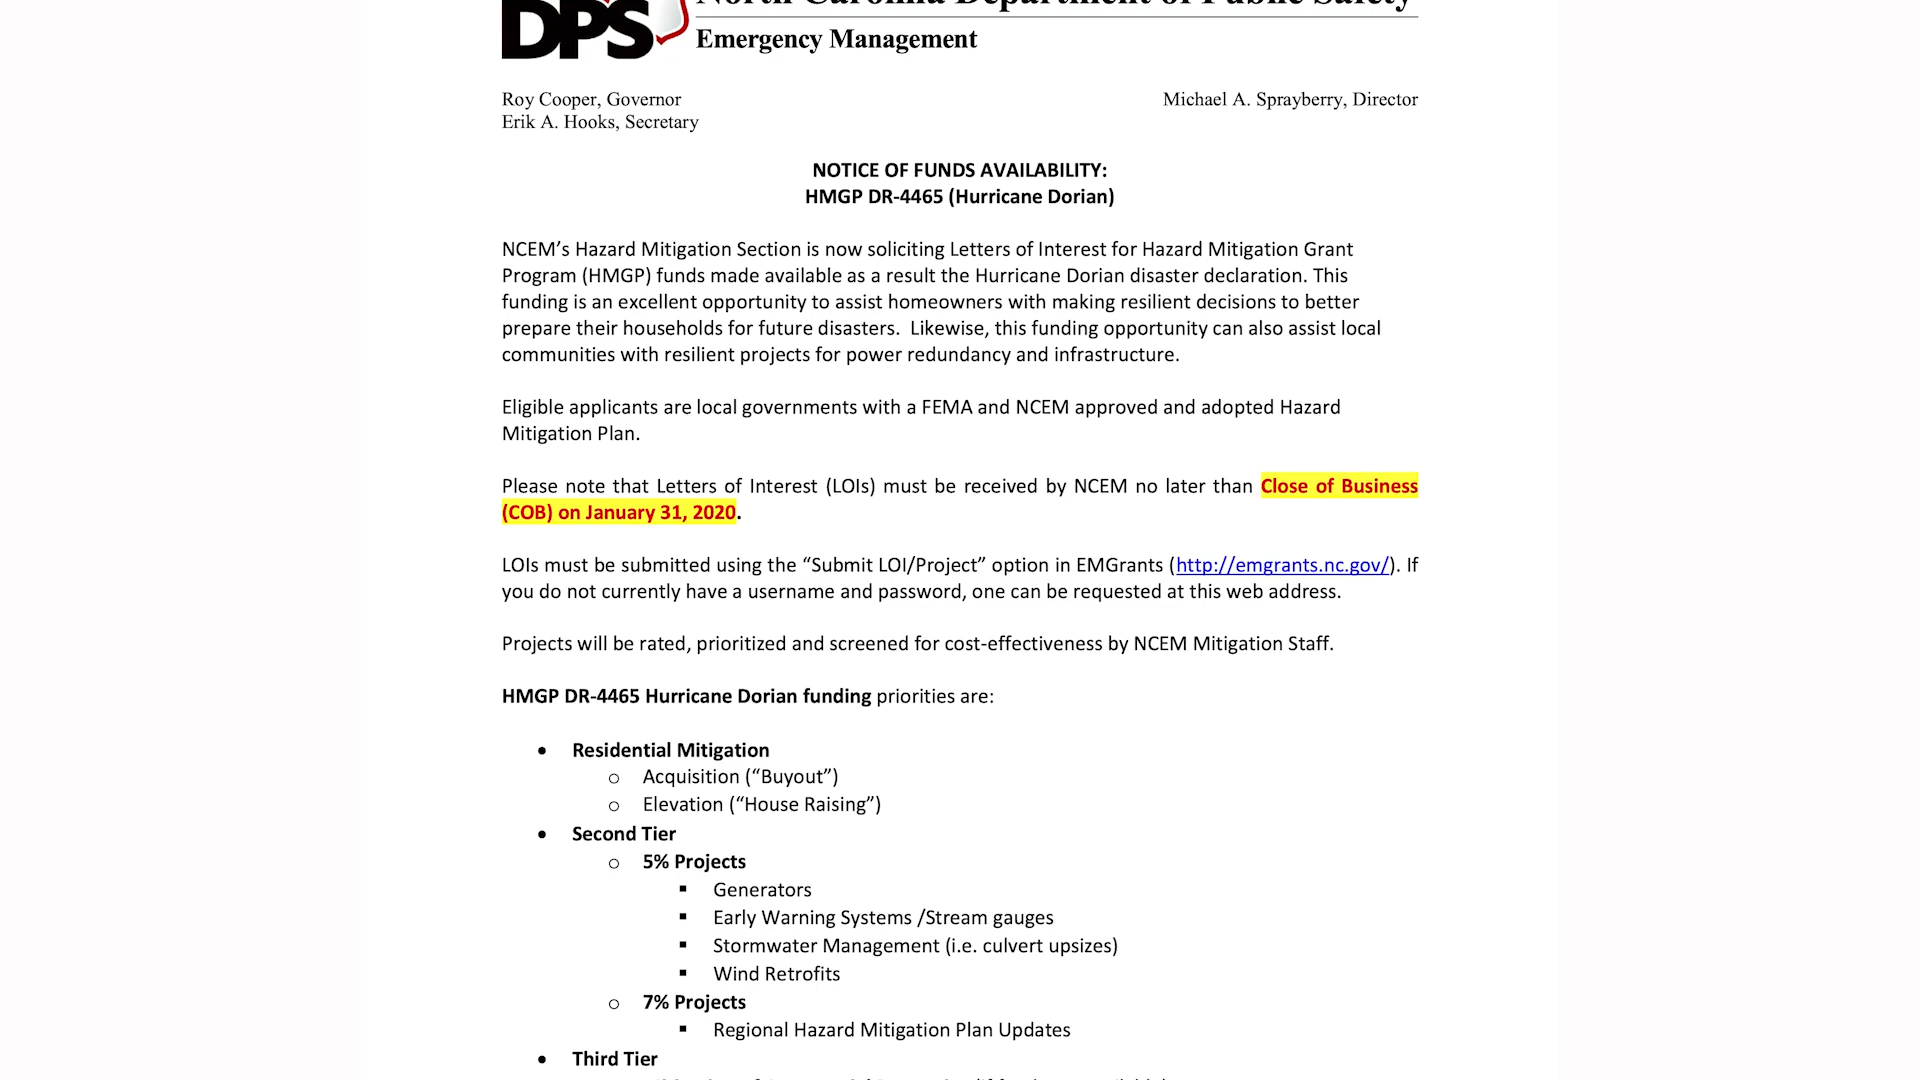 North Carolina Department of Public Safety
DPS
Emergency Management
Roy Cooper, Governor
Michael A. Sprayberry, Director
Erik A. Hooks, Secretary
NOTICE OF FUNDS AVAILABILITY:
HMGP DR-4465 (Hurricane Dorian)
NCEM’s Hazard Mitigation Section is now soliciting Letters of Interest for Hazard Mitigation Grant
Program (HMGP) funds made available as a result the Hurricane Dorian disaster declaration. This
funding is an excellent opportunity to assist homeowners with making resilient decisions to better
prepare their households for future disasters.  Likewise, this funding opportunity can also assist local
communities with resilient projects for power redundancy and infrastructure.
Eligible applicants are local governments with a FEMA and NCEM approved and adopted Hazard
Mitigation Plan.
Please note that Letters of Interest (LOIs) must be received by NCEM no later than Close of Business
(COB) on January 31, 2020.
LOIs must be submitted using the “Submit LOI/Project” option in EMGrants (http://emgrants.nc.gov/). If
you do not currently have a username and password, one can be requested at this web address.
Projects will be rated, prioritized and screened for cost-effectiveness by NCEM Mitigation Staff.
HMGP DR-4465 Hurricane Dorian funding priorities are:
• Residential Mitigation
o Acquisition (“Buyout”)
o Elevation (“House Raising”)
• Second Tier
o 5% Projects
▪ Generators
▪ Early Warning Systems /Stream gauges
▪ Stormwater Management (i.e. culvert upsizes)
▪ Wind Retrofits
o 7% Projects
▪ Regional Hazard Mitigation Plan Updates
• Third Tier